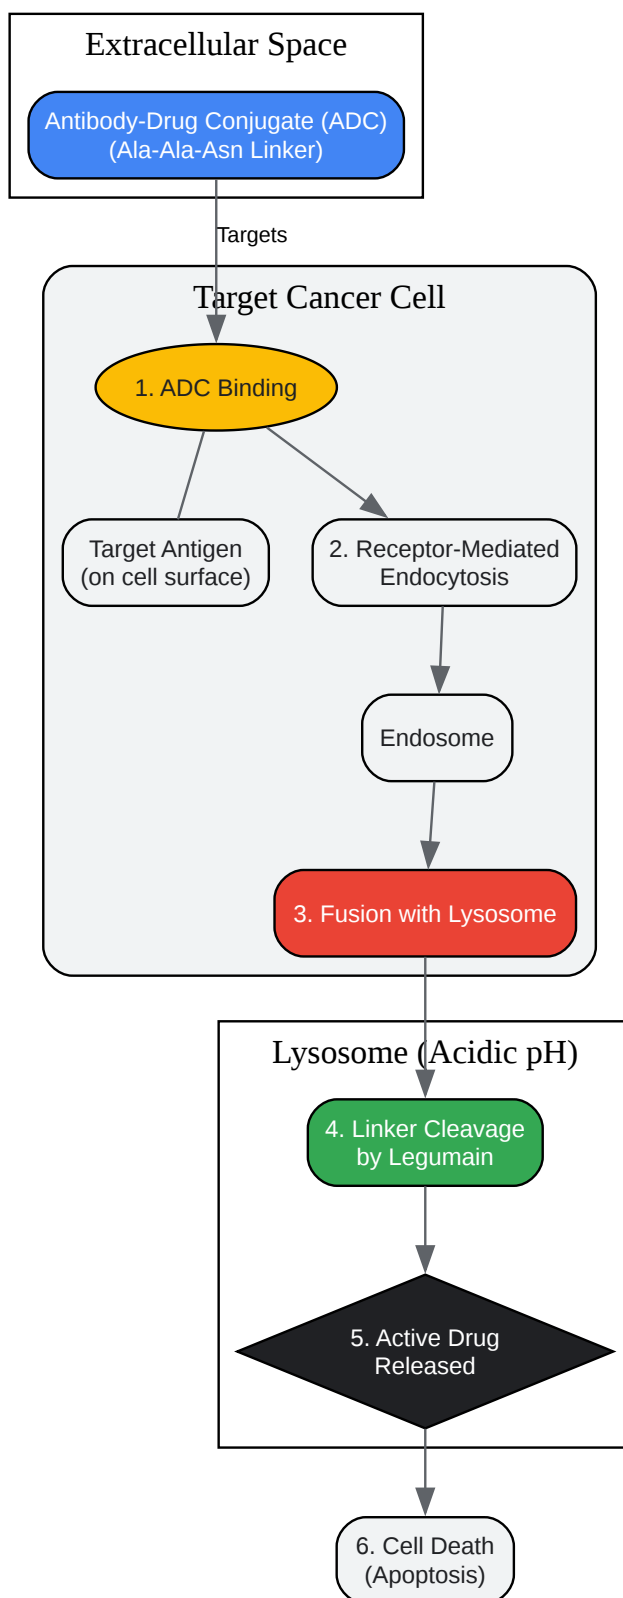 Extracellular Space
Antibody-Drug Conjugate (ADC)
(Ala-Ala-Asn Linker)
Targets
Target Cancer Cell
1. ADC Binding
Target Antigen
(on cell surface)
2. Receptor-Mediated
Endocytosis
Endosome
3. Fusion with Lysosome
Lysosome (Acidic pH)
4. Linker Cleavage
by Legumain
5. Active Drug
Released
6. Cell Death
(Apoptosis)